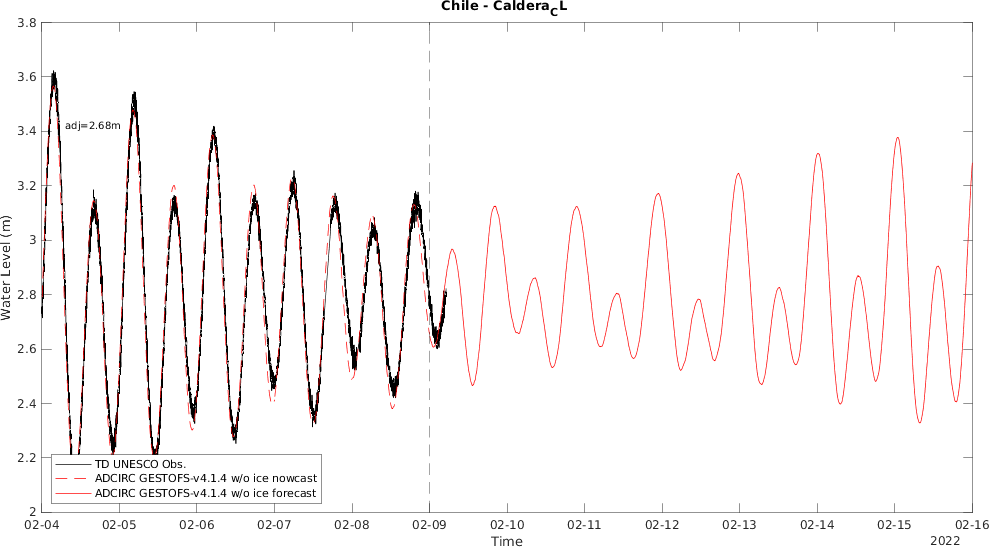 Chile - Caldera_CL
3.8
3.6
3.4
3.2
3
2.8
2.6
2.4
2.2
2
Water Level (m)
adj=2.68m
TD UNESCO Obs.
ADCIRC GESTOFS-v4.1.4 w/o ice nowcast
ADCIRC GESTOFS-v4.1.4 w/o ice forecast
02-04 02-05 02-06 02-07 02-08 02-09 02-10 02-11 02-12 02-13 02-14 02-15 02-16
Time
2022